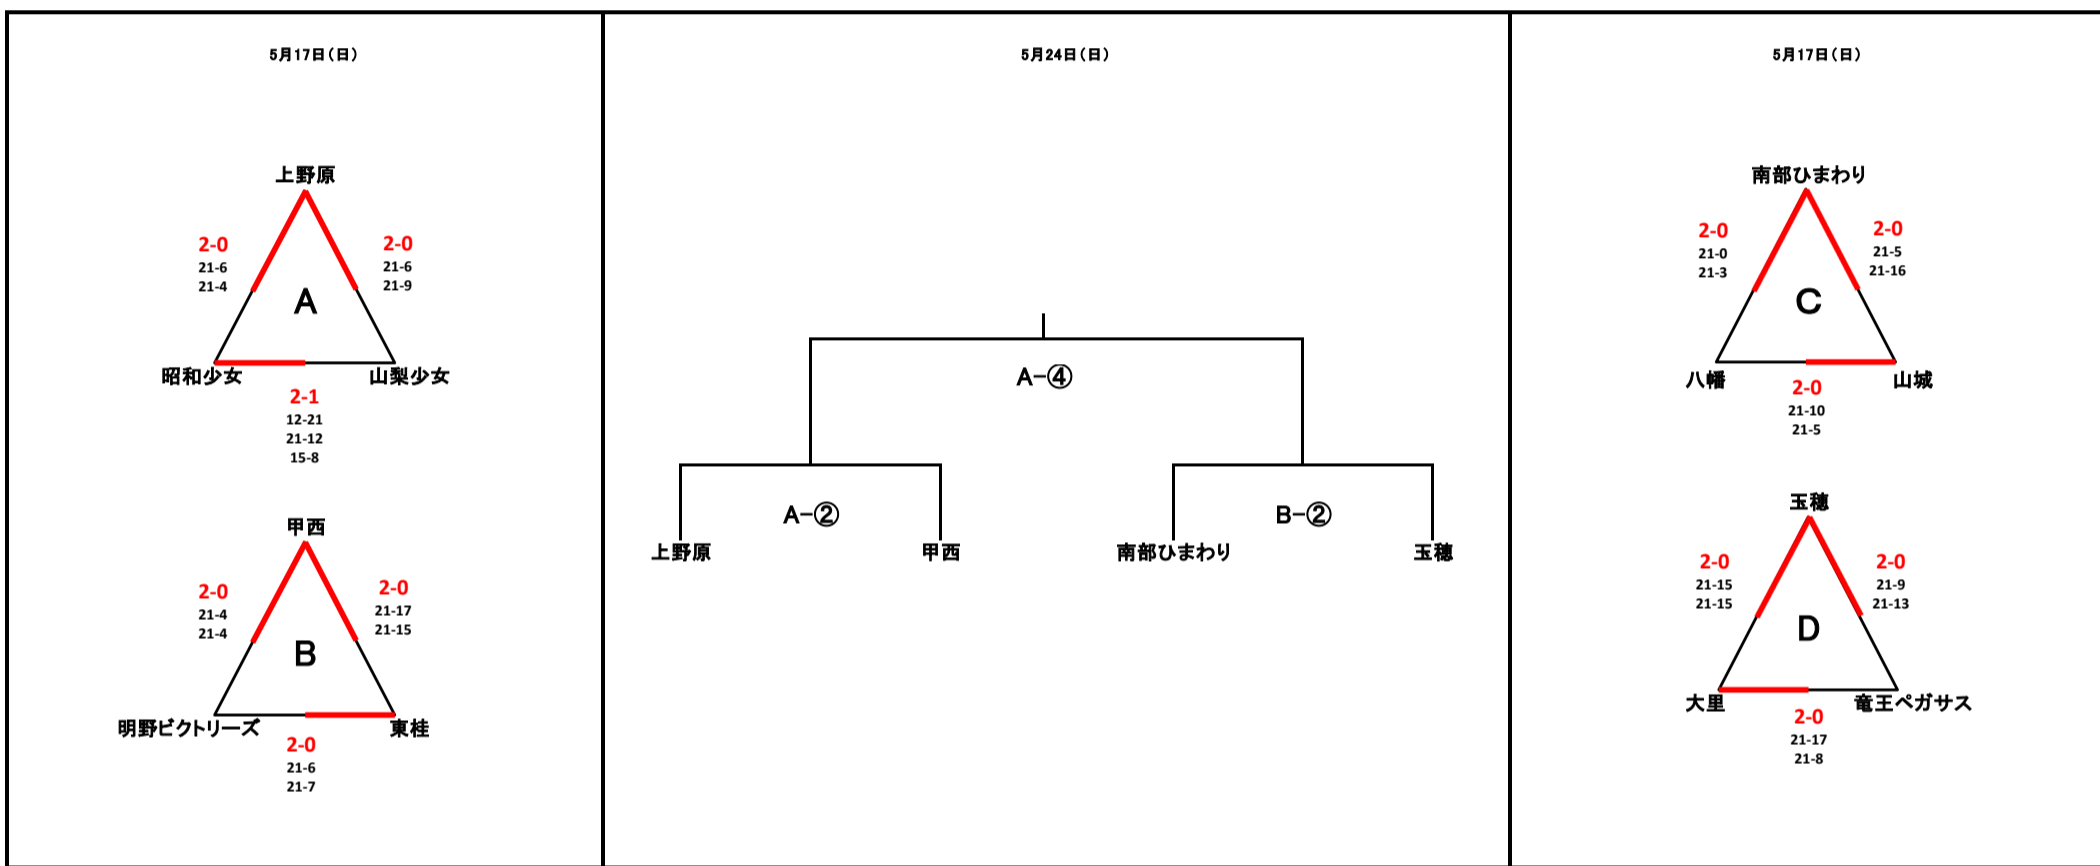 5月17日(日)
上野原
2-0
21-6
21-4
2-0
21-6
21-9
A
昭和少女
山梨少女
2-1
12-21
21-12
15-8
甲西
2-0
21-4
21-4
2-0
21-17
21-15
B
明野ビクトリーズ
東桂
2-0
21-6
21-7
5月24日(日)
A-④
A-②
B-②
上野原
甲西
南部ひまわり
玉穂
5月17日(日)
南部ひまわり
2-0
21-0
21-3
2-0
21-5
21-16
C
八幡
山城
2-0
21-10
21-5
玉穂
2-0
21-15
21-15
2-0
21-9
21-13
D
大里
竜王ペガサス
2-0
21-17
21-8